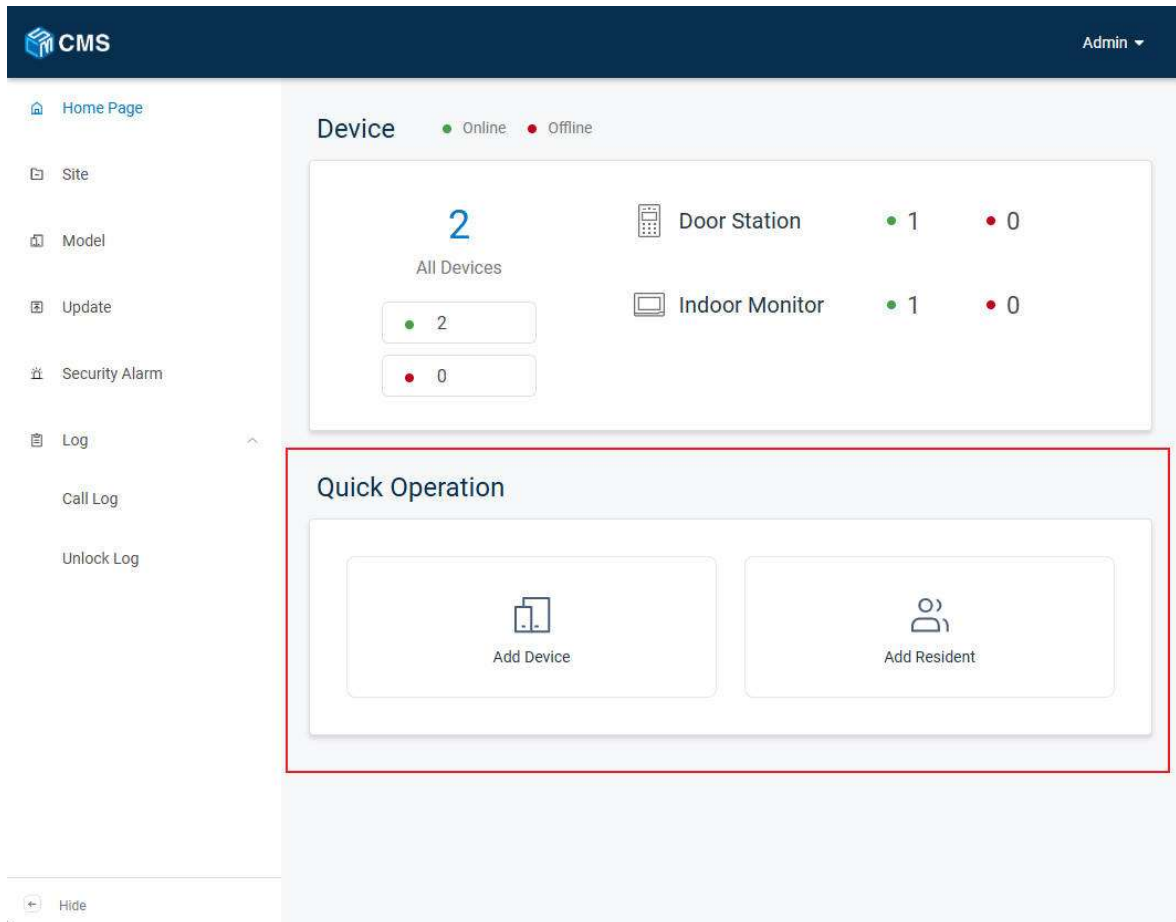 CMS
Admin
Home Page
Site
Model
Update
Security Alarm
Log
Call Log
Unlock Log
Hide
Device
Online
Offline
2
All Devices
2
0
Door Station
1
0
Indoor Monitor
1
0
Quick Operation
Add Device
Add Resident